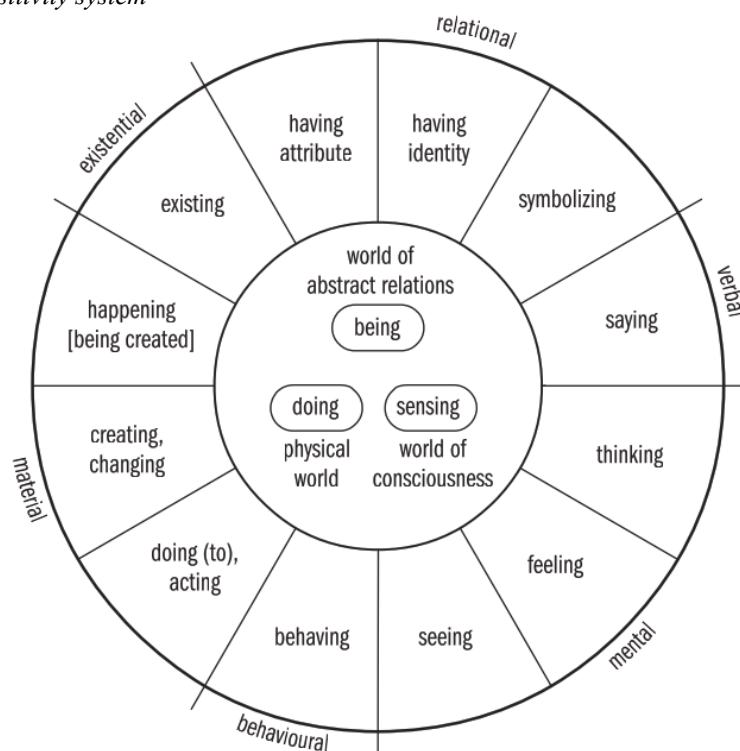 sitivity system
relational
existential
having
attribute
having
identity
existing
symbolizing
world of
abstract relations
being
happening
[being created]
verbal
saying
doing
sensing
physical
world
world of
consciousness
creating,
changing
thinking
material
doing (to),
acting
feeling
behaving
seeing
mental
behavioural